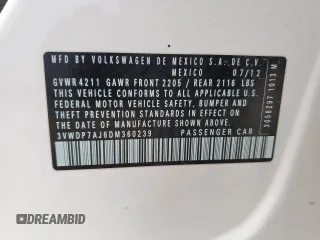 MFD BY VOLKSWAGEN DE MEXICO S.A. DE C.V.
MEXICO 07/12
GVWR 4211 GAWR FRONT 2205 / REAR 2116 LBS
THIS VEHICLE CONFORMS TO ALL APPLICABLE U.S.
FEDERAL MOTOR VEHICLE SAFETY, BUMPER AND
THEFT PREVENTION STANDARDS IN EFFECT ON
THE DATE OF MANUFACTURE SHOWN ABOVE.
3VWDP7AJ6DM360239 PASSENGER CAR
3066297 1013 M